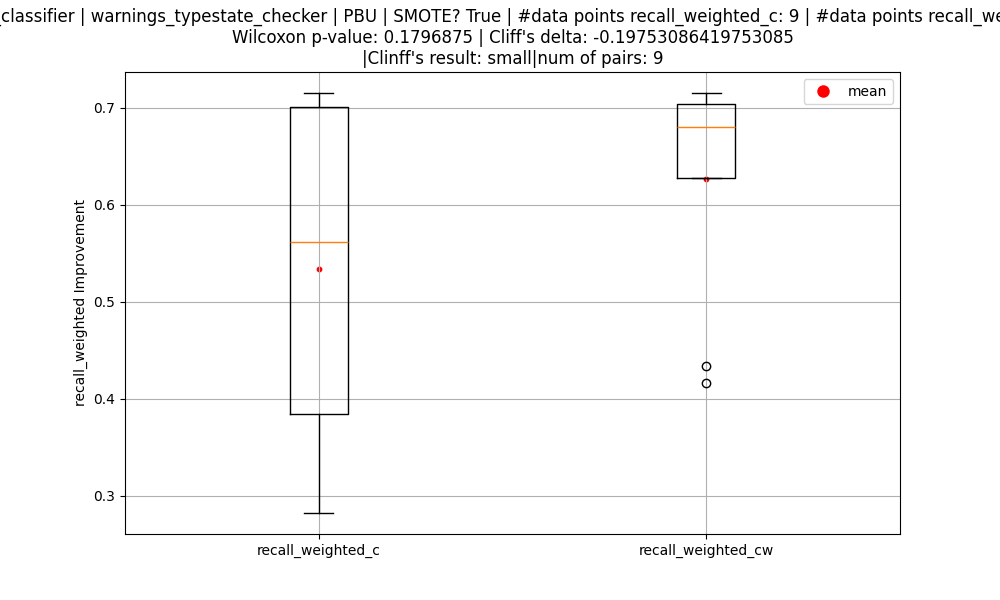 classifier | warnings_typestate_checker | PBU | SMOTE? True | #data points recall_weighted_c: 9 | #data points
Wilcoxon p-value: 0.1796875 | Cliff's delta: -0.19753086419753085
|Clinff's result: small|num of pairs: 9
mean
0.7
0.6
0.5
0.4
0.3
recall_weighted Improvement
recall_weighted_c
recall_weighted_cw